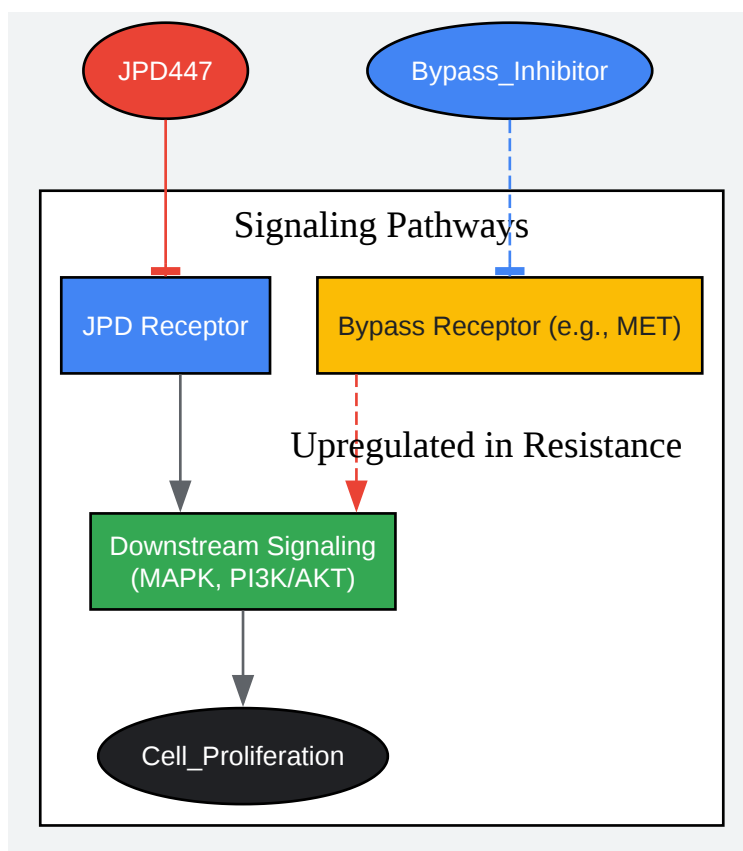 JPD447
Bypass_Inhibitor
Signaling Pathways
JPD Receptor
Bypass Receptor (e.g., MET)
Upregulated in Resistance
Downstream Signaling
(MAPK, PI3K/AKT)
Cell_Proliferation